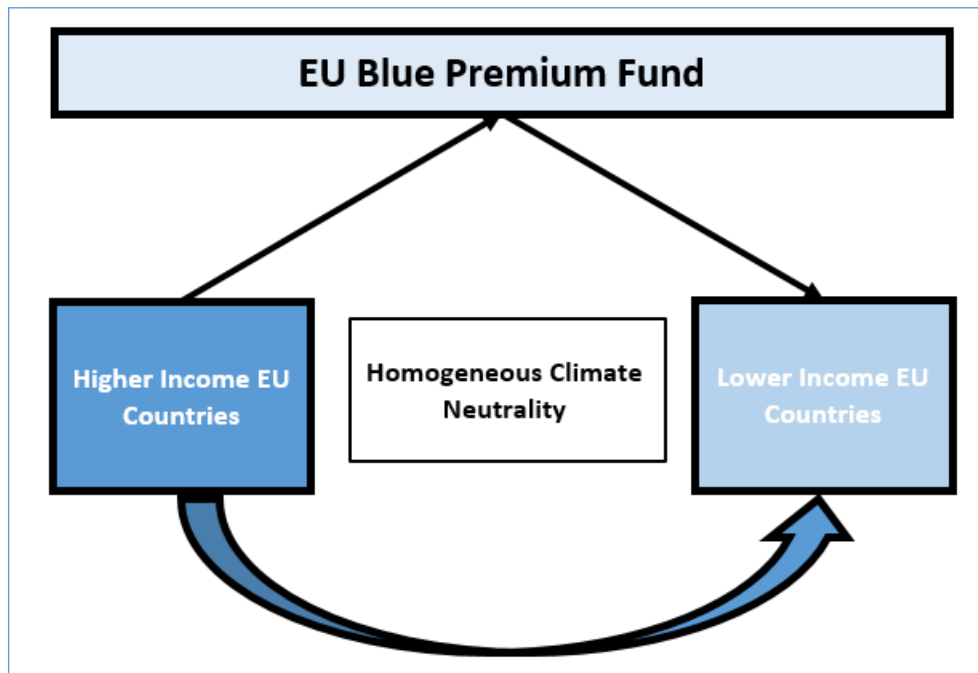 EU Blue Premium Fund
Higher Income EU
Countries
Homogeneous Climate
Neutrality
Lower Income EU
Countries